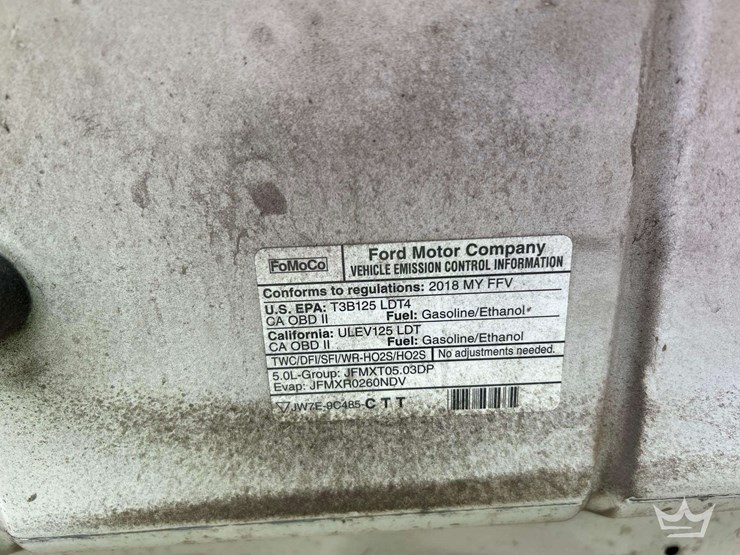 FoMoCo
Ford Motor Company
VEHICLE EMISSION CONTROL INFORMATION
Conforms to regulations: 2018 MY FFV
U.S. EPA: T3B125 LDT4
CA OBD II Fuel: Gasoline/Ethanol
California: ULEV125 LDT
CA OBD II Fuel: Gasoline/Ethanol
TWC/DFI/SFI/WR-HO2S/HO2S No adjustments needed.
5.0L-Group: JFMXT05.03DP
Evap: JFMXR0260NDV
JW7E-9C485-CTT